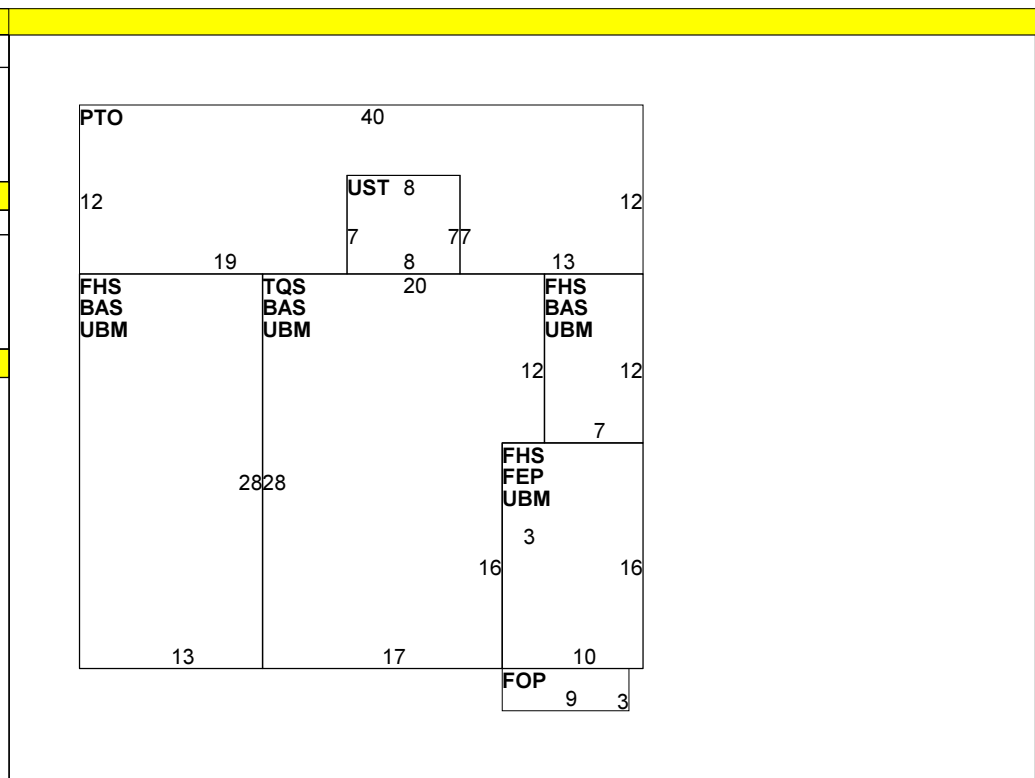 PTO 40
12 12
UST 8
7 77
19 8 13
FHS TQS 20 FHS
BAS BAS BAS
UBM UBM UBM
12 12
7
FHS
FEP
2828 UBM
3
16 16
13 17 10
FOP
9 3